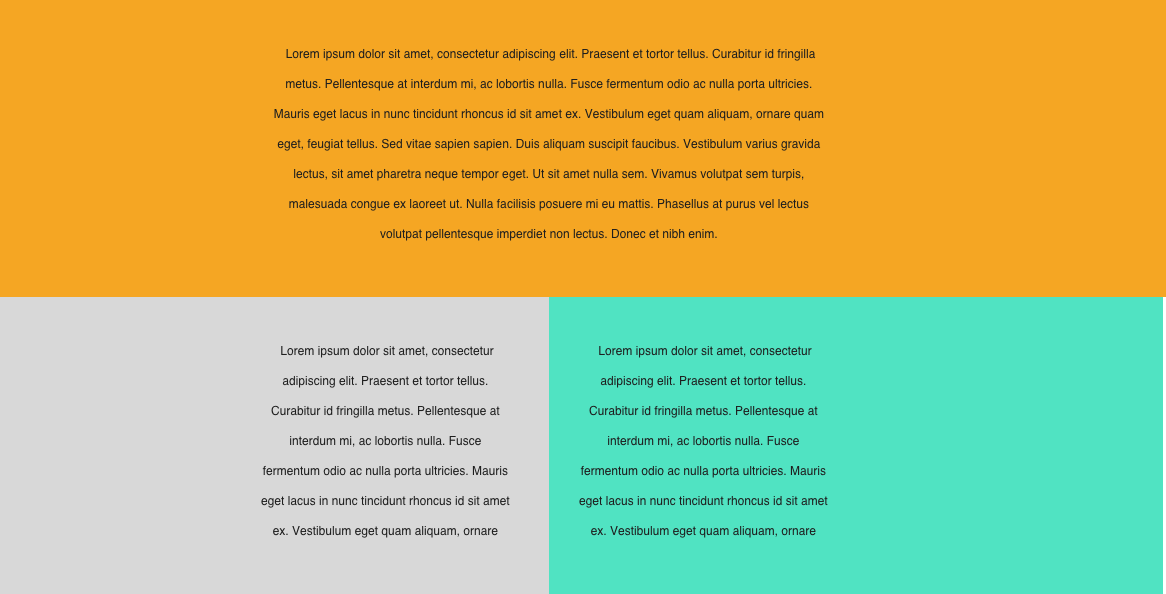 Lorem ipsum dolor sit amet, consectetur adipiscing elit. Praesent et tortor tellus. Curabitur id fringilla
metus. Pellentesque at interdum mi, ac lobortis nulla. Fusce fermentum odio ac nulla porta ultricies.
Mauris eget lacus in nunc tincidunt rhoncus id sit amet ex. Vestibulum eget quam aliquam, ornare quam
eget, feugiat tellus. Sed vitae sapien sapien. Duis aliquam suscipit faucibus. Vestibulum varius gravida
lectus, sit amet pharetra neque tempor eget. Ut sit amet nulla sem. Vivamus volutpat sem turpis,
malesuada congue ex laoreet ut. Nulla facilisis posuere mi eu mattis. Phasellus at purus vel lectus
volutpat pellentesque imperdiet non lectus. Donec et nibh enim.
Lorem ipsum dolor sit amet, consectetur
adipiscing elit. Praesent et tortor tellus.
Curabitur id fringilla metus. Pellentesque at
interdum mi, ac lobortis nulla. Fusce
fermentum odio ac nulla porta ultricies. Mauris
eget lacus in nunc tincidunt rhoncus id sit amet
ex. Vestibulum eget quam aliquam, ornare
Lorem ipsum dolor sit amet, consectetur
adipiscing elit. Praesent et tortor tellus.
Curabitur id fringilla metus. Pellentesque at
interdum mi, ac lobortis nulla. Fusce
fermentum odio ac nulla porta ultricies. Mauris
eget lacus in nunc tincidunt rhoncus id sit amet
ex. Vestibulum eget quam aliquam, ornare